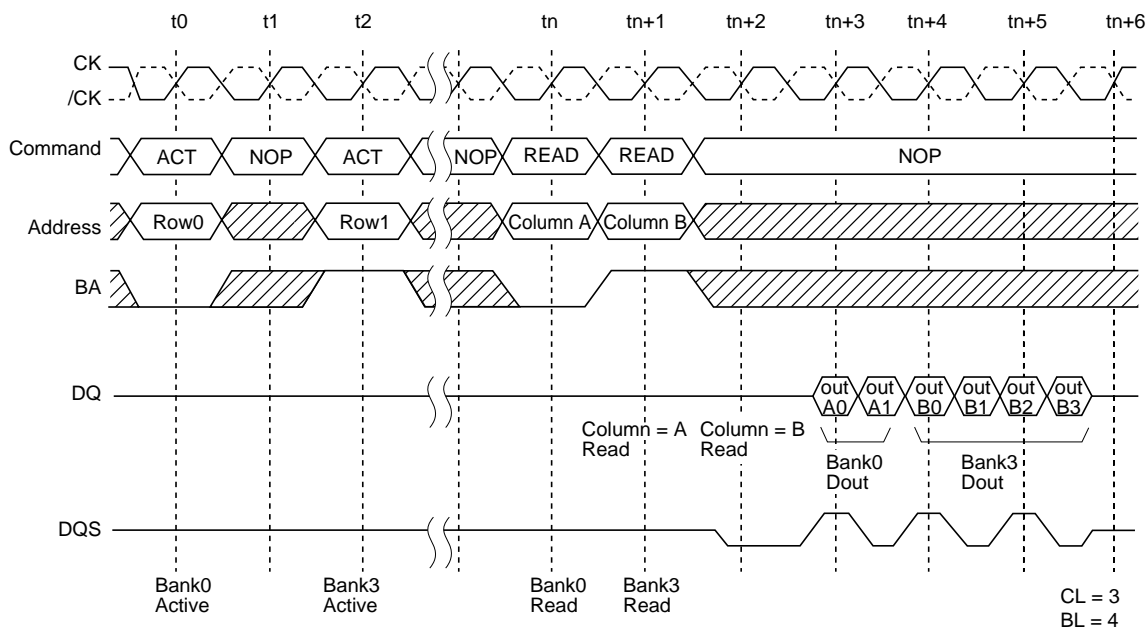 t0 t1 t2 tn tn+1 tn+2 tn+3 tn+4 tn+5 tn+6
CK
/CK
Command ACT NOP ACT NOP READ READ NOP
Address Row0 Row1 Column A Column B
BA
DQ out out out out out out
A0 A1 B0 B1 B2 B3
Column = A Column = B
Read Read
Bank0 Bank3
Dout Dout
DQS
Bank0 Bank3 Bank0 Bank3
Active Active Read Read
CL = 3
BL = 4